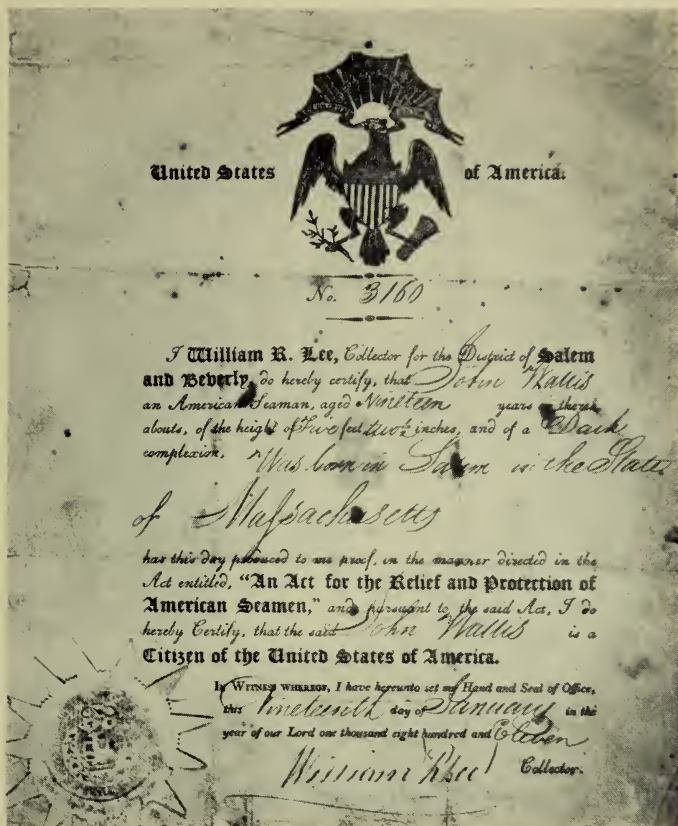 United States of America.
No. 3160
I William R. Lee, Collector for the District of Salem
and Beverly, do hereby certify, that John Wallis
an American Seaman, aged Nineteen years or there
abouts, of the height of Five feet two ½ inches, and of a Dark
complexion, Was born in Salem in the State
of Massachusetts
has this day produced to me proof, in the manner directed in the
Act entitled, "An Act for the Relief and Protection of
American Seamen," and pursuant to the said Act, I do
hereby Certify, that the said John Wallis is a
Citizen of the United States of America.
In Witness whereof, I have hereunto set my Hand and Seal of Office,
this Nineteenth day of January in the
year of our Lord one thousand eight hundred and Eleven
William R Lee Collector.